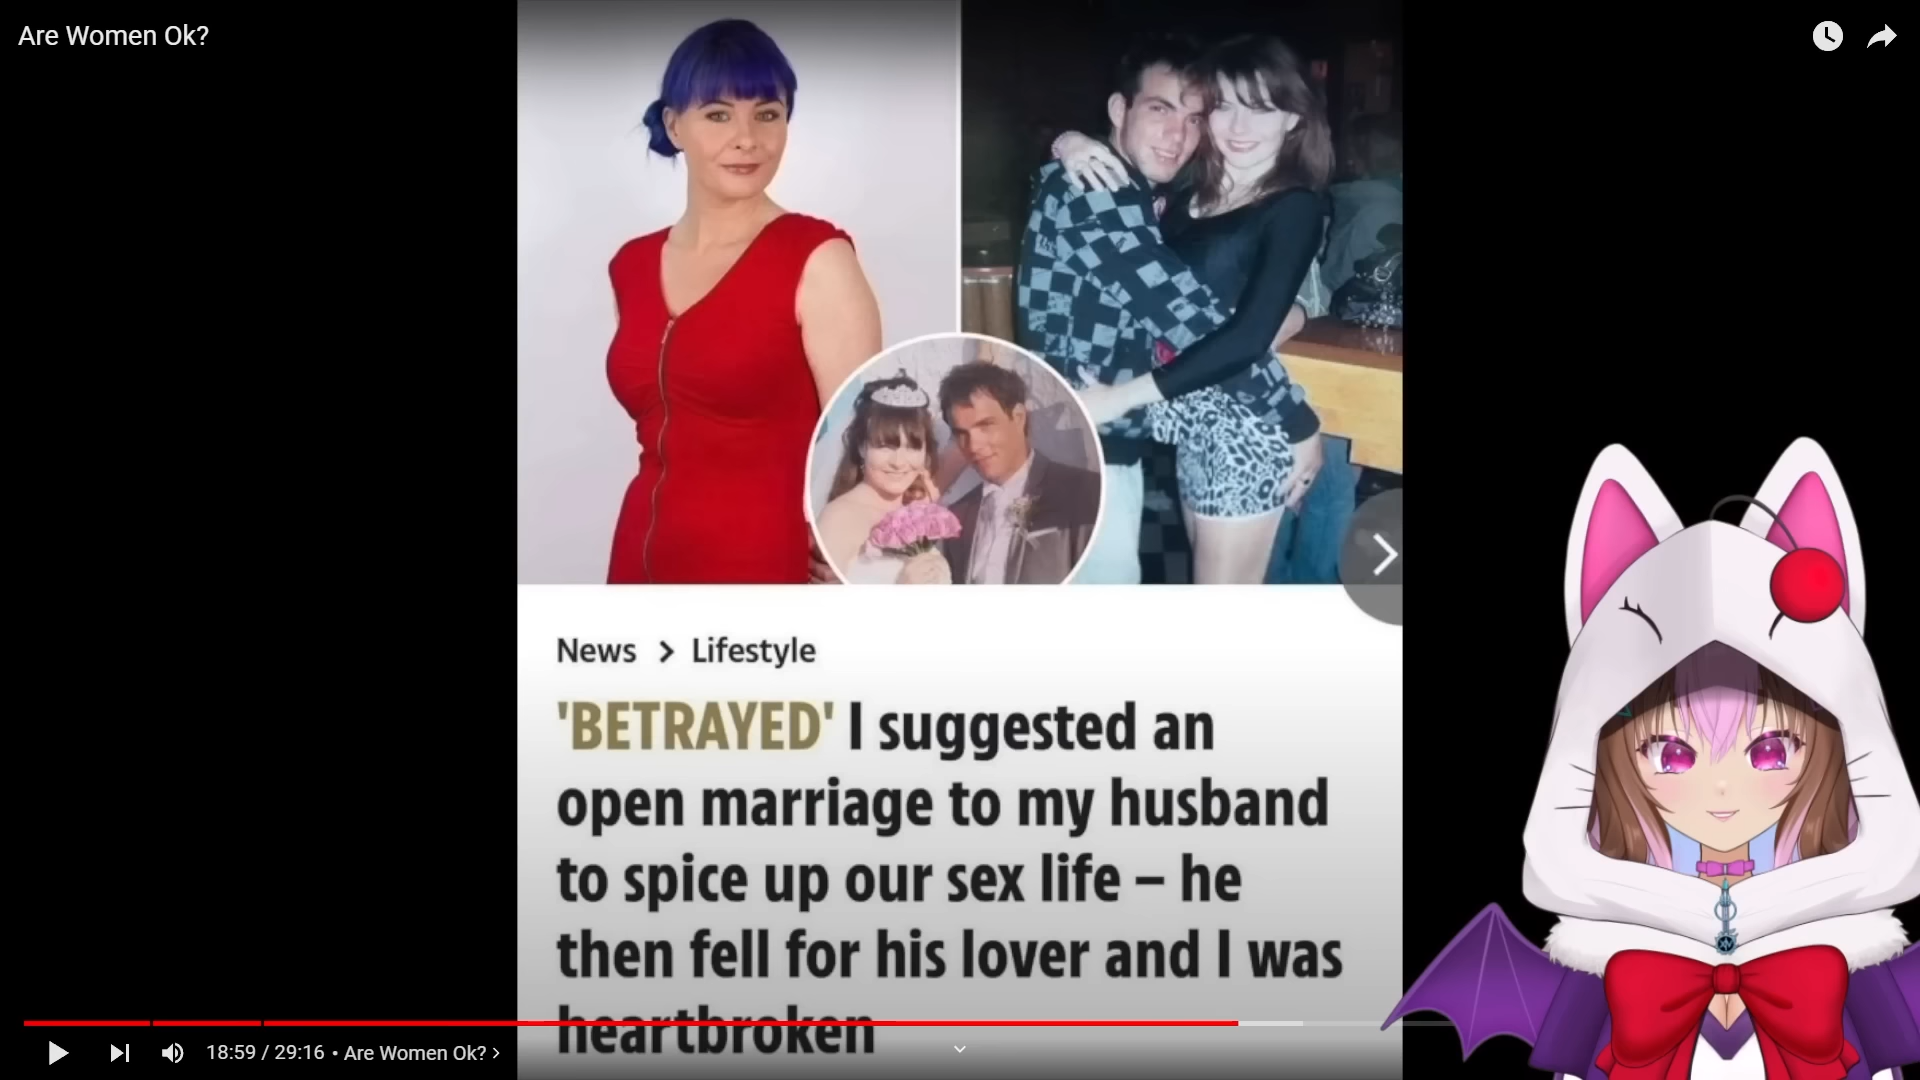 Are Women Ok?
News > Lifestyle
'BETRAYED' I suggested an
open marriage to my husband
to spice up our sex life – he
then fell for his lover and I was
heartbroken
18:59 / 29:16 • Are Women Ok? >